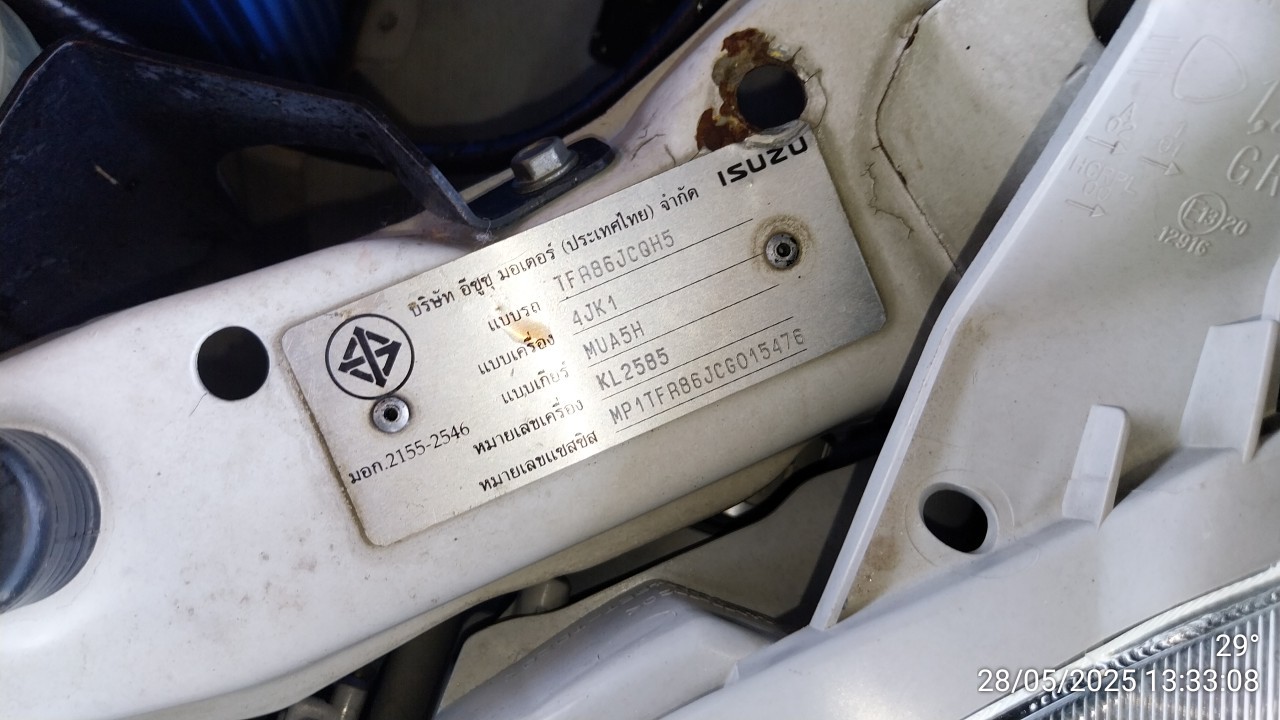 ISUZU
บริษัท อีซูซุ มอเตอร์ (ประเทศไทย) จำกัด
แบบรถ TFR86JCQH5
แบบเครื่อง 4JK1
แบบเกียร์ MUA5H
หมายเลขเครื่อง KL2585
หมายเลขแชสซิส MP1TFR86JCG015476
มอก.2155-2546
E13 20
12916
29°
28/05/2025 13:33:08